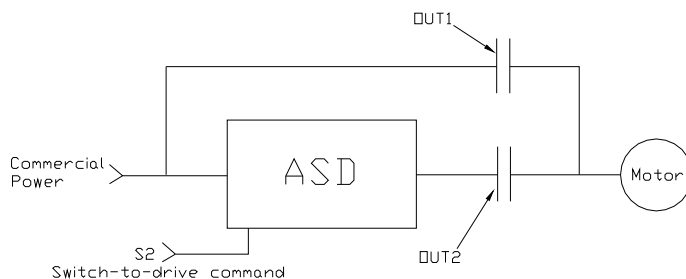 OUT1
Commercial
Power
ASD
Motor
S2
Switch-to-drive command
OUT2